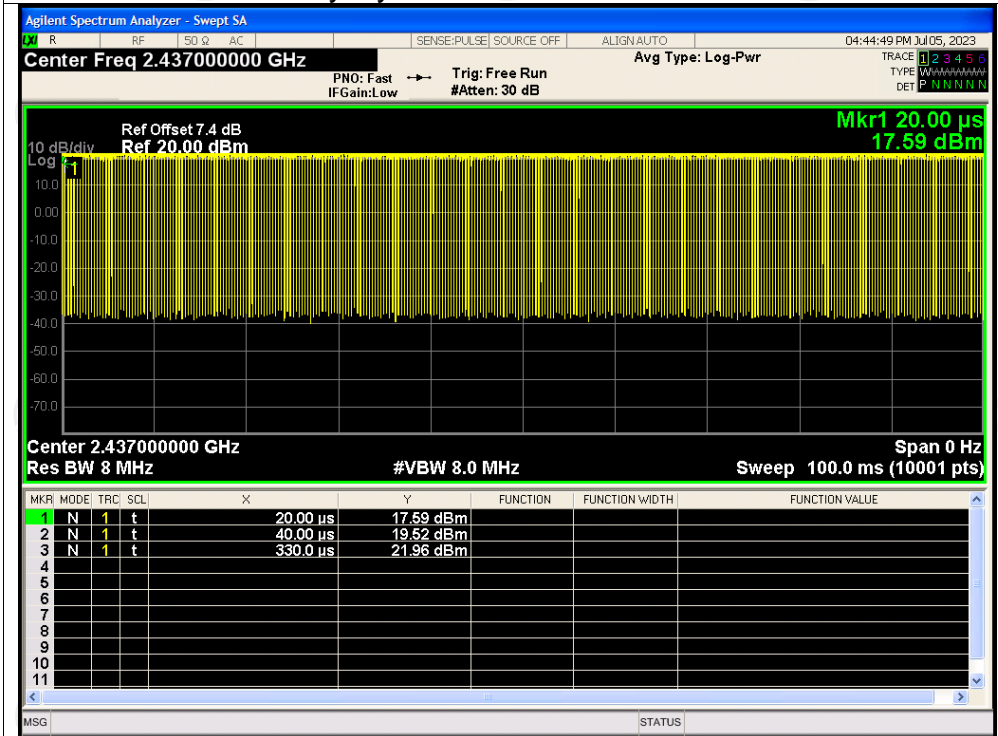 Agilent Spectrum Analyzer - Swept SA
LXI R RF 50 Ω AC SENSE:PULSE SOURCE OFF ALIGN AUTO 04:44:49 PM Jul 05, 2023
Center Freq 2.437000000 GHz Avg Type: Log-Pwr TRACE 1 2 3 4 5 6
PNO: Fast Trig: Free Run TYPE W
IFGain:Low #Atten: 30 dB DET P N N N N N
Mkr1 20.00 µs
Ref Offset 7.4 dB
10 dB/div Ref 20.00 dBm 17.59 dBm
Log
1
10.0
0.00
-10.0
-20.0
-30.0
-40.0
-50.0
-60.0
-70.0
Center 2.437000000 GHz Span 0 Hz
Res BW 8 MHz #VBW 8.0 MHz Sweep 100.0 ms (10001 pts)
MKR MODE TRC SCL X Y FUNCTION FUNCTION WIDTH FUNCTION VALUE
1 N 1 t 20.00 µs 17.59 dBm
2 N 1 t 40.00 µs 19.52 dBm
3 N 1 t 330.0 µs 21.96 dBm
4
5
6
7
8
9
10
11
MSG STATUS